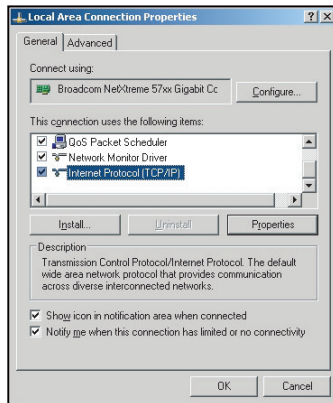 Local Area Connection Properties
General Advanced
Connect using:
Broadcom NetXtreme 57xx Gigabit Cc
Configure...
This connection uses the following items:
QoS Packet Scheduler
Network Monitor Driver
Internet Protocol (TCP/IP)
Install... Uninstall Properties
Description
Transmission Control Protocol/Internet Protocol. The default
wide area network protocol that provides communication
across diverse interconnected networks.
Show icon in notification area when connected
Notify me when this connection has limited or no connectivity
OK Cancel